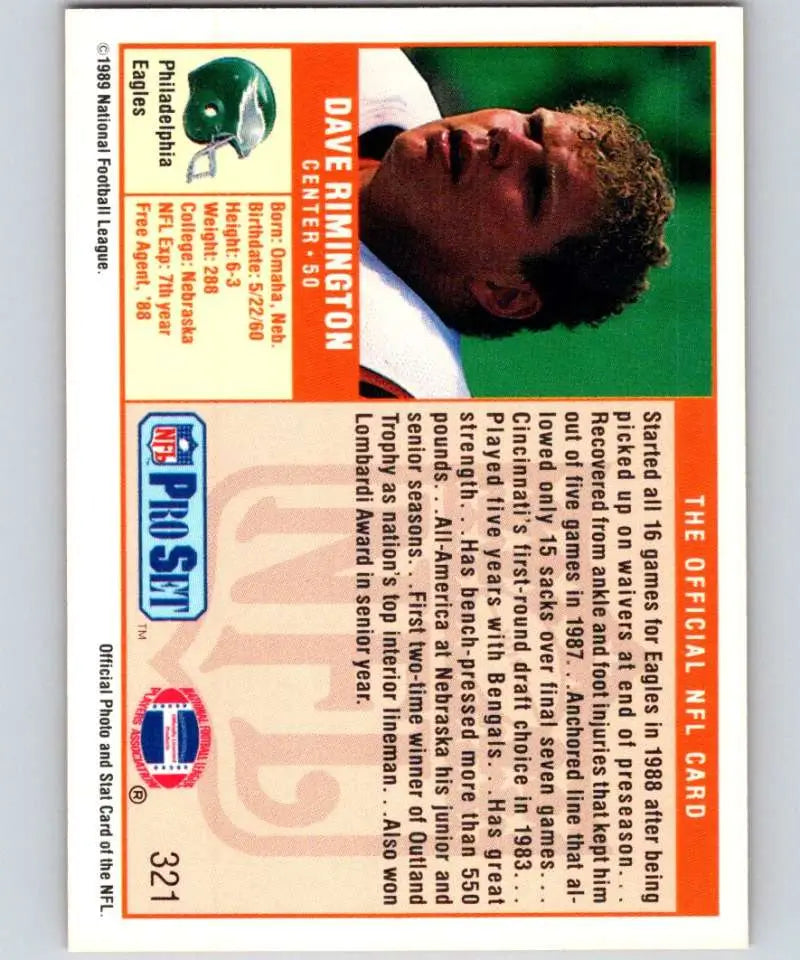 THE OFFICIAL NFL CARD
Started all 16 games for Eagles in 1988 after being
picked up on waivers at end of preseason. . .
Recovered from ankle and foot injuries that kept him
out of five games in 1987. . .Anchored line that al-
lowed only 15 sacks over final seven games. . .
Cincinnati's first-round draft choice in 1983. . .
Played five years with Bengals. . .Has great
strength. . .Has bench-pressed more than 550
pounds. . .All-America at Nebraska his junior and
senior seasons. . .First two-time winner of Outland
Trophy as nation's top interior lineman. . .Also won
Lombardi Award in senior year.
DAVE RIMINGTON
CENTER • 50
Philadelphia
Eagles
Born: Omaha, Neb.
Birthdate: 5/22/60
Height: 6-3
Weight: 288
College: Nebraska
NFL Exp: 7th year
Free Agent, '88
NFL
NFL PRO SET ™
NATIONAL FOOTBALL LEAGUE
PLAYERS ASSOCIATION
®
321
©1989 National Football League.
Official Photo and Stat Card of the NFL.